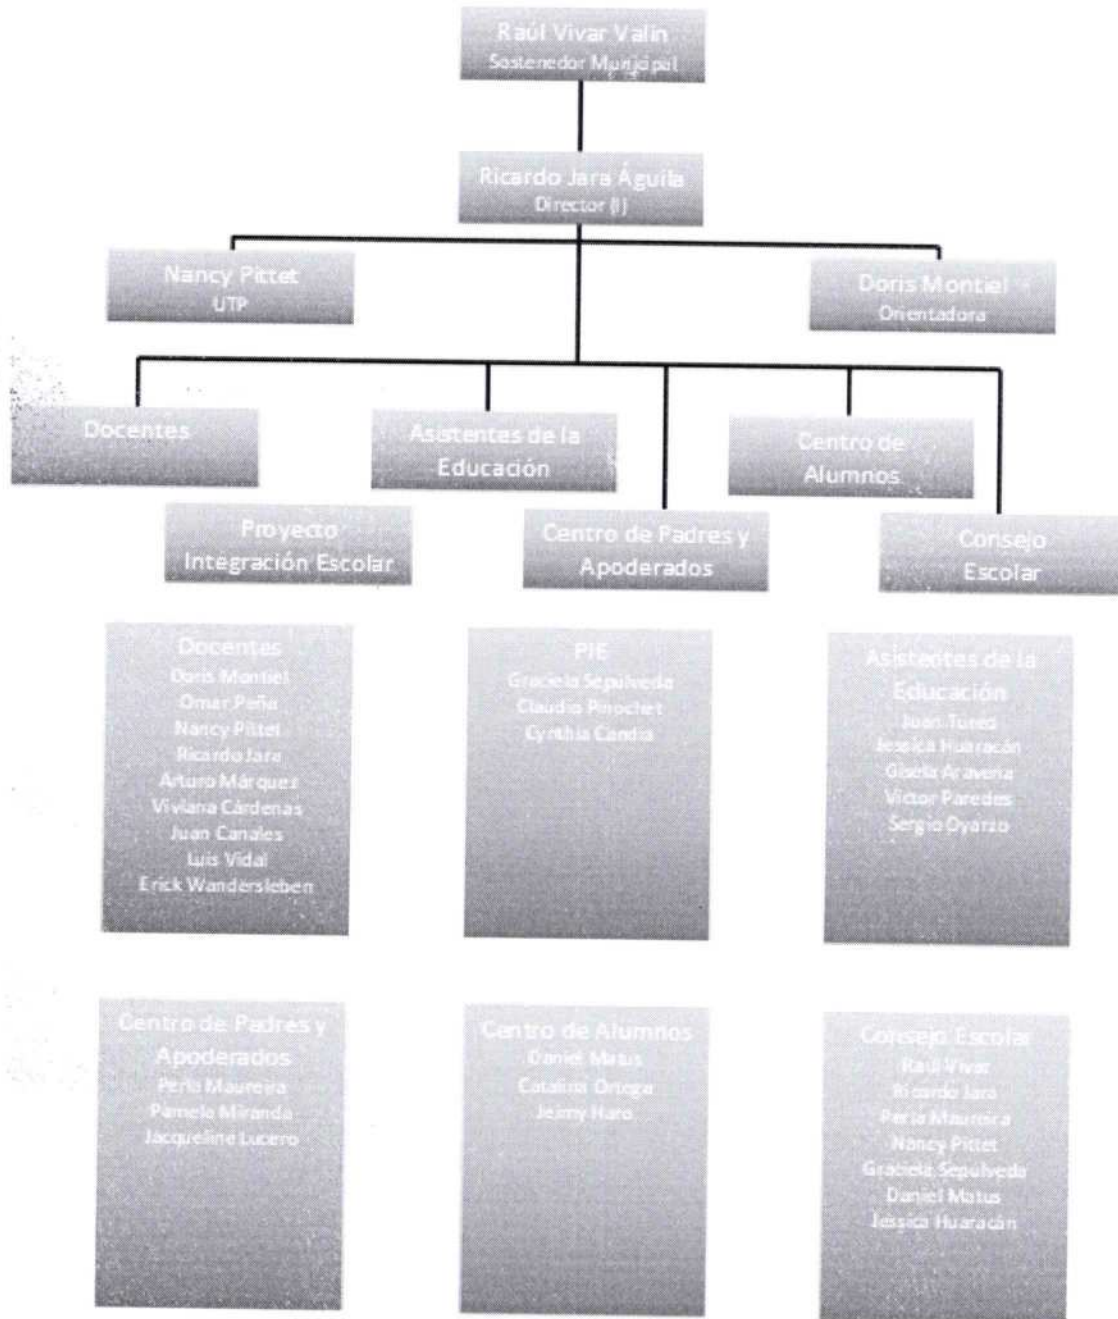 Raúl Vivar Valin
Sostenedor Municipal
Ricardo Jara Águila
Director (I)
Nancy Pittet
UTP
Doris Montiel
Orientadora
Docentes
Asistentes de la
Educación
Centro de
Alumnos
Proyecto
Integración Escolar
Centro de Padres y
Apoderados
Consejo
Escolar
Docentes
Doris Montiel
Omar Peña
Nancy Pittet
Ricardo Jara
Arturo Márquez
Viviana Cárdenas
Juan Canales
Luis Vidal
Erick Wandersleben
PIE
Graciela Sepulveda
Claudio Pinochet
Cynthia Candia
Asistentes de la
Educación
Juan
Jessica Huaracán
Gisela Aravena
Victor Paredes
Sergio Oyarzo
Centro de Padres y
Apoderados
Perla Maureira
Pamela Miranda
Jacqueline Lucero
Centro de Alumnos
Daniel Matus
Catalina Ortega
Jeimy Haro
Consejo Escolar
Raúl Vivar
Ricardo Jara
Perla Maureira
Nancy Pittet
Graciela Sepulveda
Daniel Matus
Jessica Huaracán